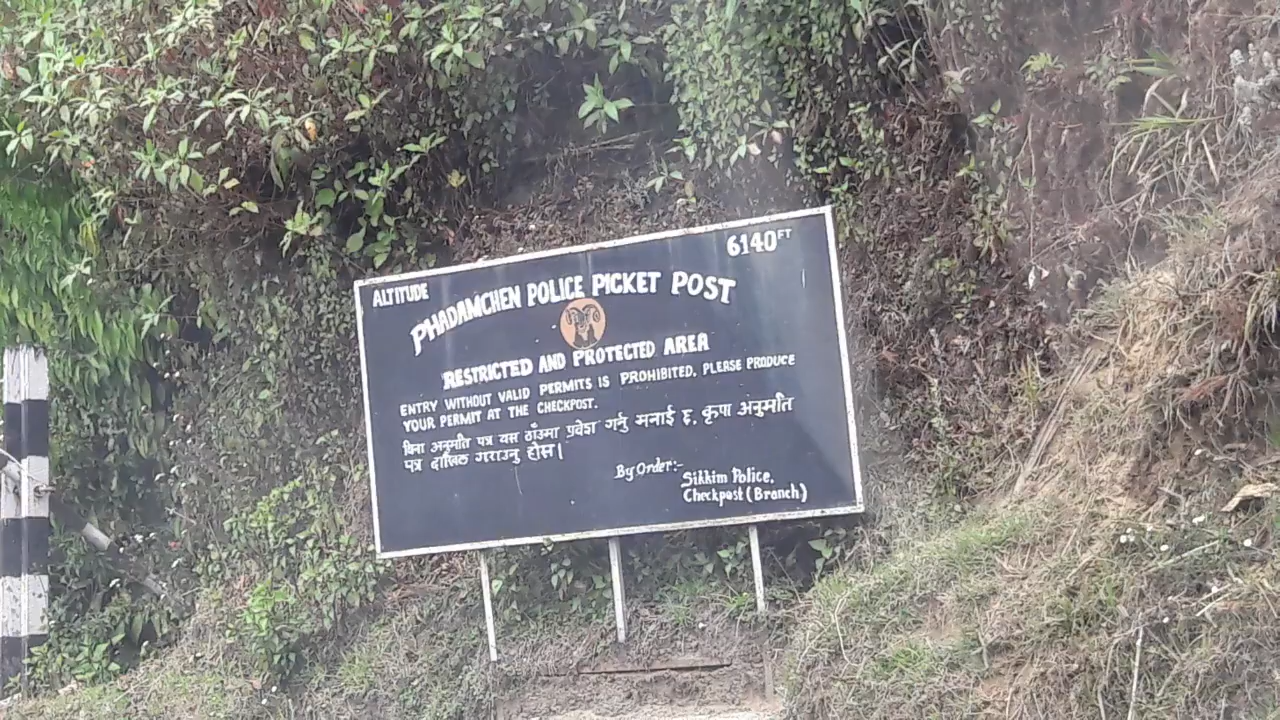 ALTITUDE 6140FT
PHADAMCHEN POLICE PICKET POST
RESTRICTED AND PROTECTED AREA
ENTRY WITHOUT VALID PERMITS IS PROHIBITED. PLEASE PRODUCE
YOUR PERMIT AT THE CHECKPOST.
बिना अनुमति पत्र यस ठाँउमा प्रवेश गर्नु मनाई छ. कृपा अनुमति
पत्र दाखिल गराउनु होस।
By Order:-
Sikkim Police.
Checkpost (Branch)